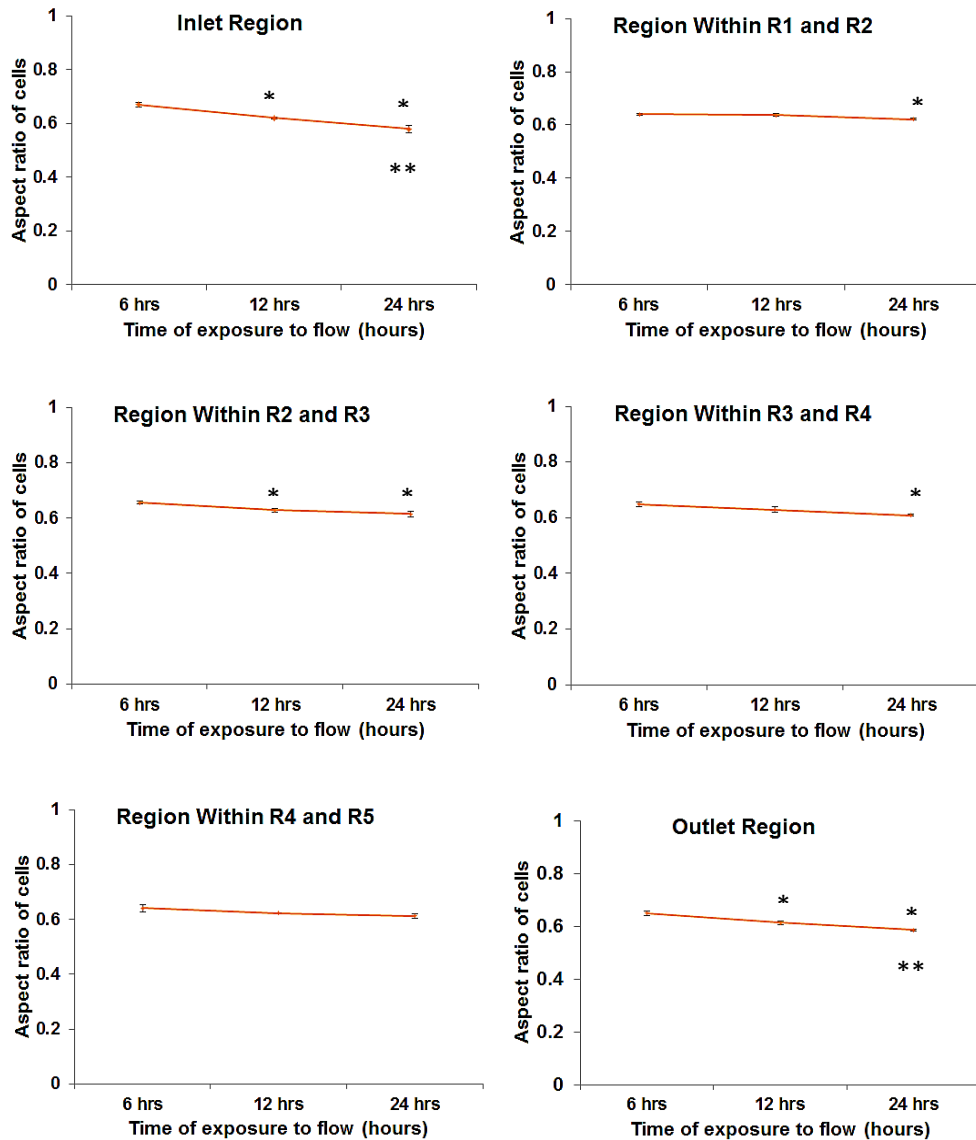 Inlet Region
Aspect ratio of cells
1
0.8
0.6
0.4
0.2
0
*
*
**
6 hrs 12 hrs 24 hrs
Time of exposure to flow (hours)
Region Within R1 and R2
Aspect ratio of cells
1
0.8
0.6
0.4
0.2
0
*
6 hrs 12 hrs 24 hrs
Time of exposure to flow (hours)
Region Within R2 and R3
Aspect ratio of cells
1
0.8
0.6
0.4
0.2
0
*
*
6 hrs 12 hrs 24 hrs
Time of exposure to flow (hours)
Region Within R3 and R4
Aspect ratio of cells
1
0.8
0.6
0.4
0.2
0
*
6 hrs 12 hrs 24 hrs
Time of exposure to flow (hours)
Region Within R4 and R5
Aspect ratio of cells
1
0.8
0.6
0.4
0.2
0
6 hrs 12 hrs 24 hrs
Time of exposure to flow (hours)
Outlet Region
Aspect ratio of cells
1
0.8
0.6
0.4
0.2
0
*
*
**
6 hrs 12 hrs 24 hrs
Time of exposure to flow (hours)